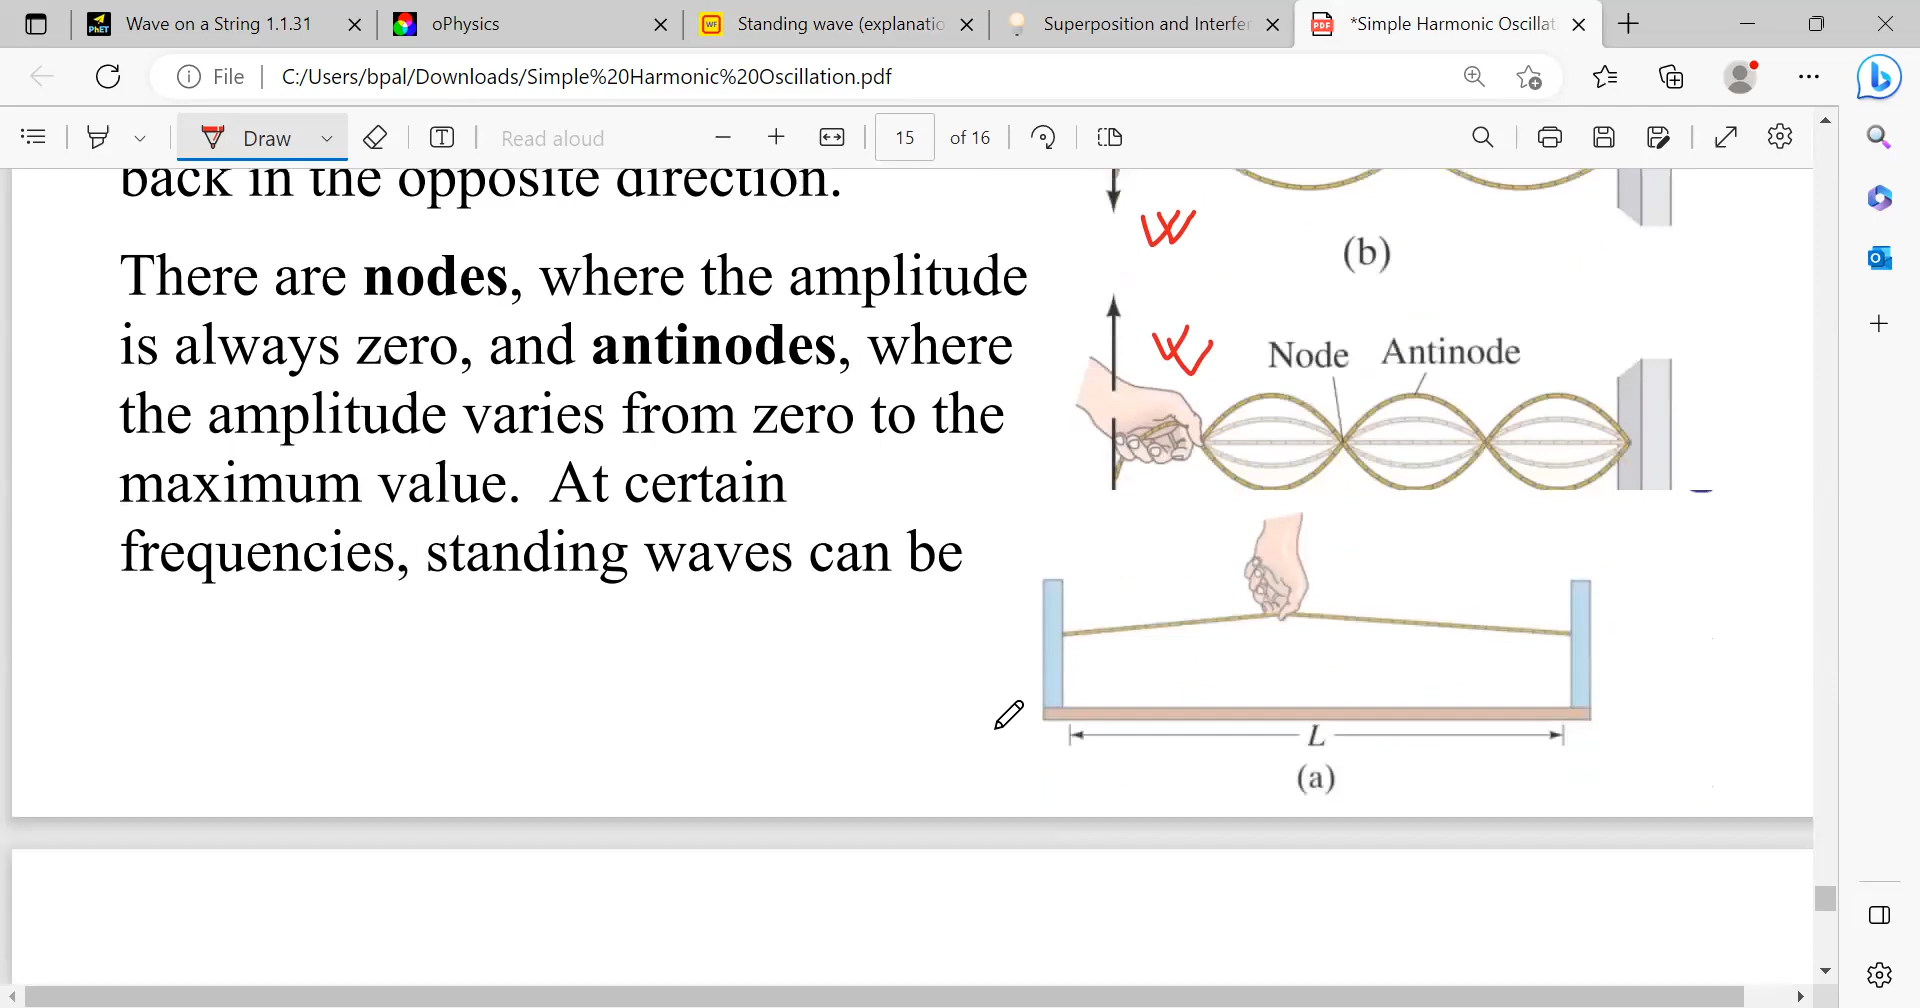 Wave on a String 1.1.31
oPhysics
Standing wave (explanatio
Superposition and Interfer
*Simple Harmonic Oscillat
File
C:/Users/bpal/Downloads/Simple%20Harmonic%20Oscillation.pdf
Draw
Read aloud
15
of 16
back in the opposite direction.
(b)
There are nodes, where the amplitude
is always zero, and antinodes, where
the amplitude varies from zero to the
maximum value. At certain
frequencies, standing waves can be
Node
Antinode
L
(a)